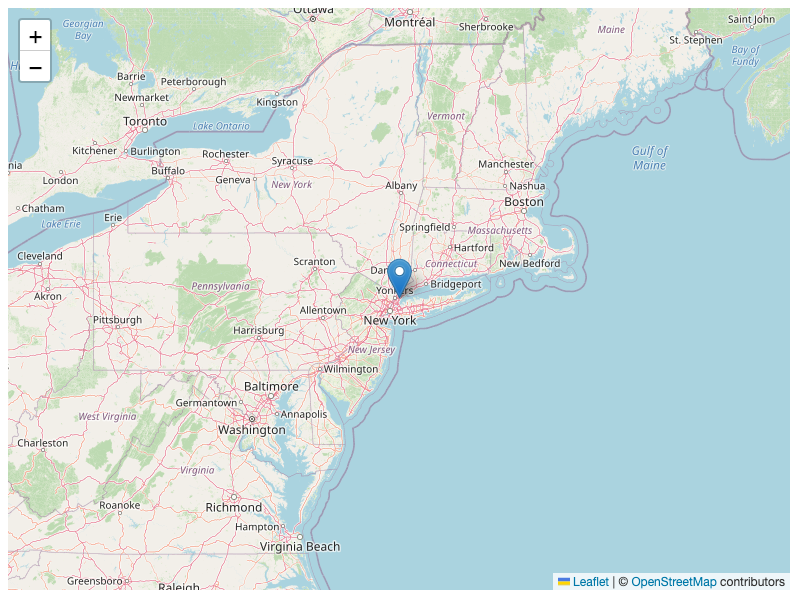 Ottawa
Montréal
Sherbrooke
Saint John
Georgian
Bay
Maine
St. Stephen
Bay of
Fundy
+
−
Barrie
Peterborough
Newmarket
Kingston
Toronto
Lake Ontario
Vermont
Kitchener
Burlington
Rochester
Syracuse
Gulf of
Maine
Manchester
Buffalo
Geneva
New York
Albany
Nashua
London
Boston
Chatham
Erie
Lake Erie
Springfield
Massachusetts
Hartford
Cleveland
Scranton
Connecticut
New Bedford
Akron
Pennsylvania
Bridgeport
Allentown
New York
Pittsburgh
Harrisburg
New Jersey
Wilmington
Baltimore
Germantown
Annapolis
West Virginia
Washington
Charleston
Virginia
Roanoke
Richmond
Hampton
Virginia Beach
Greensboro
Raleigh
Leaflet | © OpenStreetMap contributors